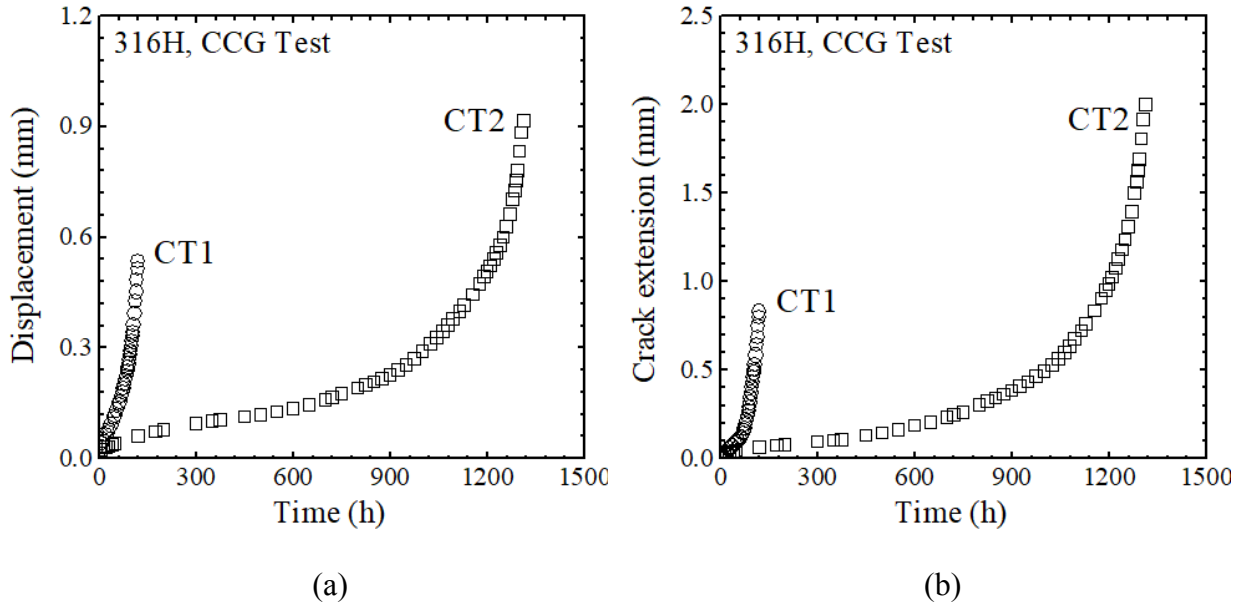 316H, CCG Test
CT1
CT2
Displacement (mm)
1.2
0.9
0.6
0.3
0.0
0 300 600 900 1200 1500
Time (h)
(a)
316H, CCG Test
CT1
CT2
Crack extension (mm)
2.5
2.0
1.5
1.0
0.5
0.0
0 300 600 900 1200 1500
Time (h)
(b)